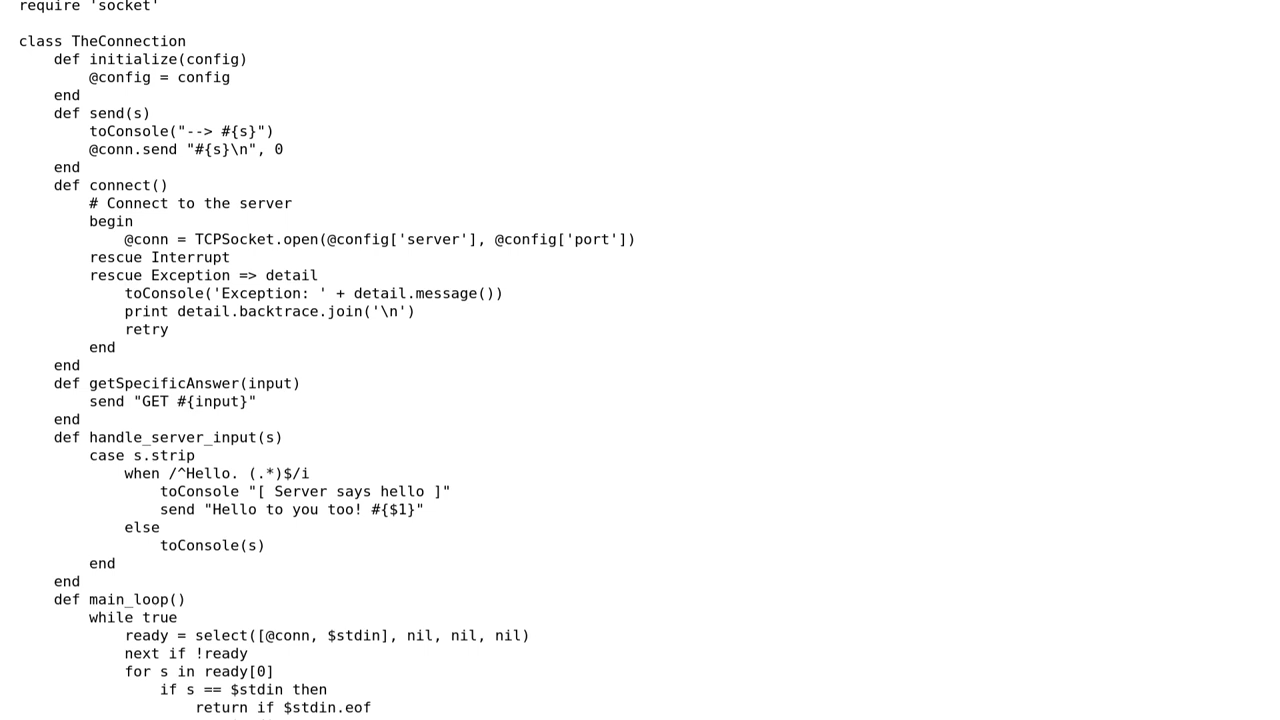 require 'socket'

class TheConnection
    def initialize(config)
        @config = config
    end
    def send(s)
        toConsole("--> #{s}")
        @conn.send "#{s}\n", 0
    end
    def connect()
        # Connect to the server
        begin
            @conn = TCPSocket.open(@config['server'], @config['port'])
        rescue Interrupt
        rescue Exception => detail
            toConsole('Exception: ' + detail.message())
            print detail.backtrace.join('\n')
            retry
        end
    end
    def getSpecificAnswer(input)
        send "GET #{input}"
    end
    def handle_server_input(s)
        case s.strip
            when /^Hello. (.*)$/i
                toConsole "[ Server says hello ]"
                send "Hello to you too! #{$1}"
            else
                toConsole(s)
        end
    end
    def main_loop()
        while true
            ready = select([@conn, $stdin], nil, nil, nil)
            next if !ready
            for s in ready[0]
                if s == $stdin then
                    return if $stdin.eof